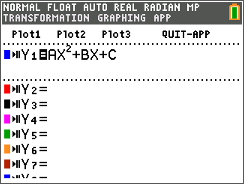 NORMAL FLOAT AUTO REAL RADIAN MP
TRANSFORMATION GRAPHING APP
Plot1 Plot2 Plot3 QUIT-APP
Y₁=AX²+BX+C
Y₂=
Y₃=
Y₄=
Y₅=
Y₆=
Y₇=